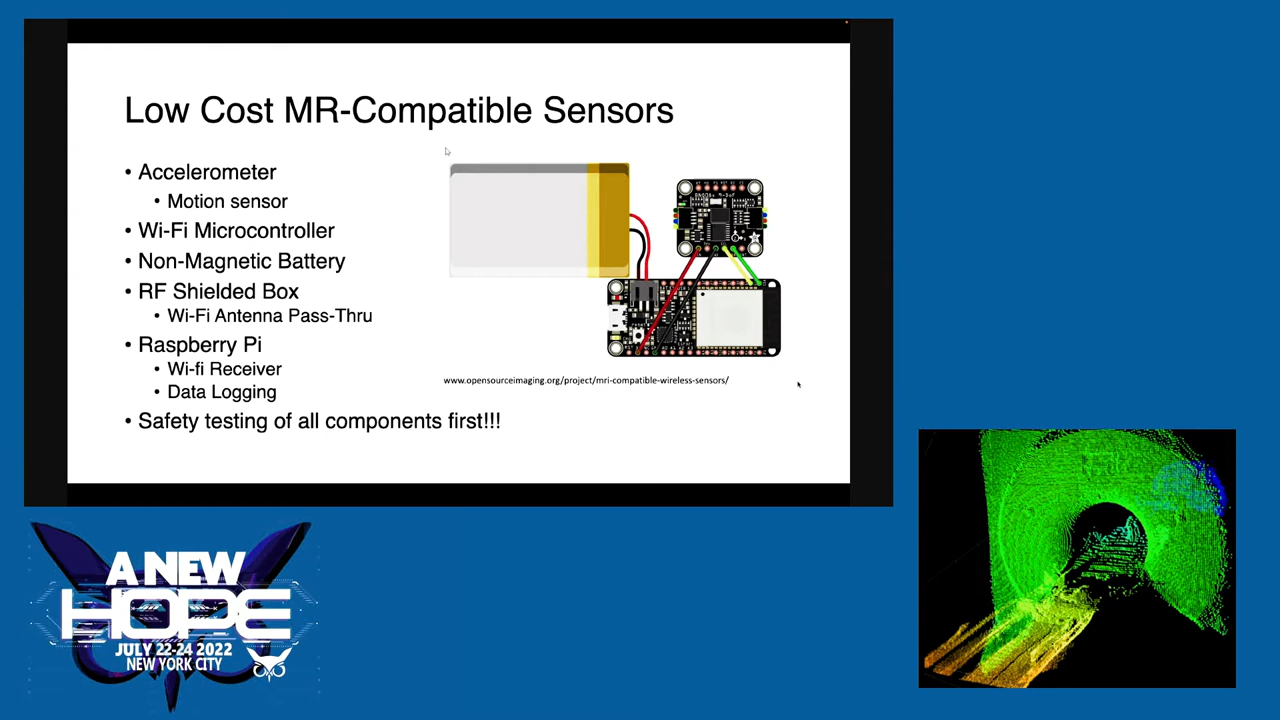 Low Cost MR-Compatible Sensors
• Accelerometer
• Motion sensor
• Wi-Fi Microcontroller
• Non-Magnetic Battery
• RF Shielded Box
• Wi-Fi Antenna Pass-Thru
• Raspberry Pi
• Wi-fi Receiver
• Data Logging
• Safety testing of all components first!!!
www.opensourceimaging.org/project/mri-compatible-wireless-sensors/
A NEW
HOPE
JULY 22-24 2022
NEW YORK CITY